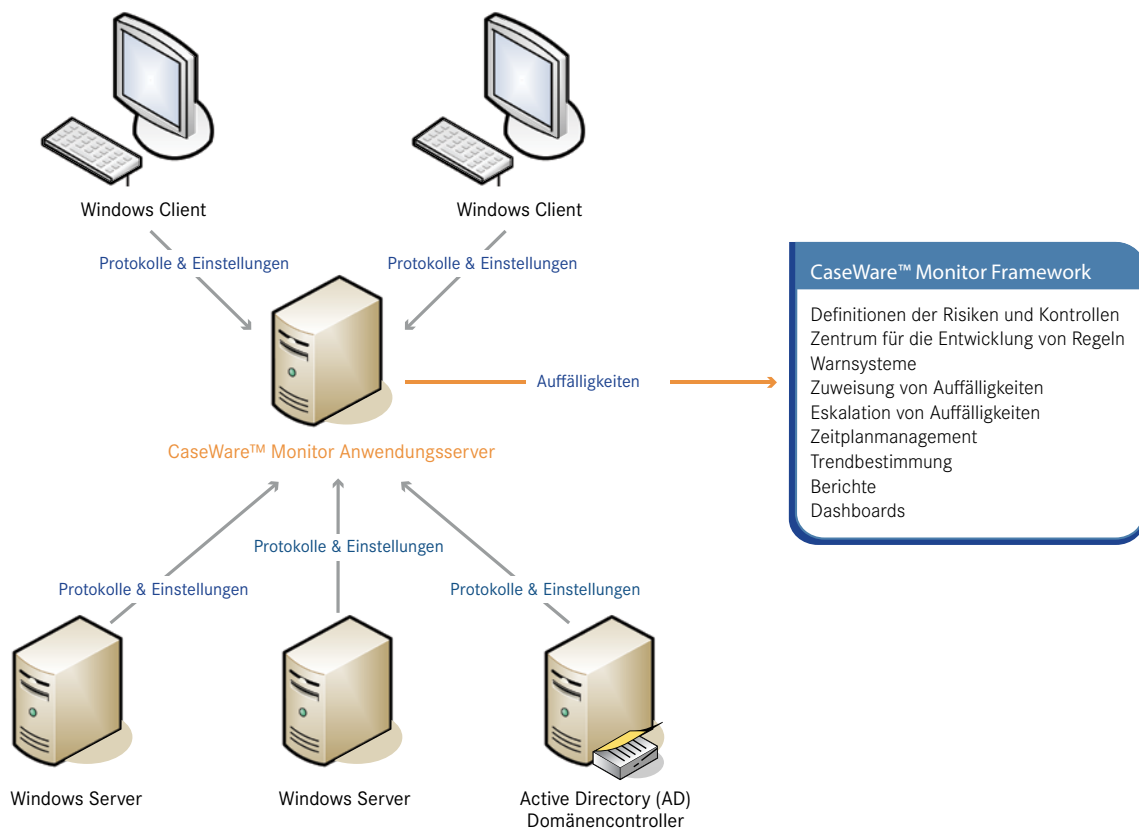 Windows Client
Windows Client
Protokolle & Einstellungen
Protokolle & Einstellungen
CaseWare™ Monitor Framework
Definitionen der Risiken und Kontrollen
Zentrum für die Entwicklung von Regeln
Warnsysteme
Zuweisung von Auffälligkeiten
Eskalation von Auffälligkeiten
Zeitplanmanagement
Trendbestimmung
Berichte
Dashboards
Auffälligkeiten
CaseWare™ Monitor Anwendungsserver
Protokolle & Einstellungen
Protokolle & Einstellungen
Protokolle & Einstellungen
Windows Server
Windows Server
Active Directory (AD)
Domänencontroller